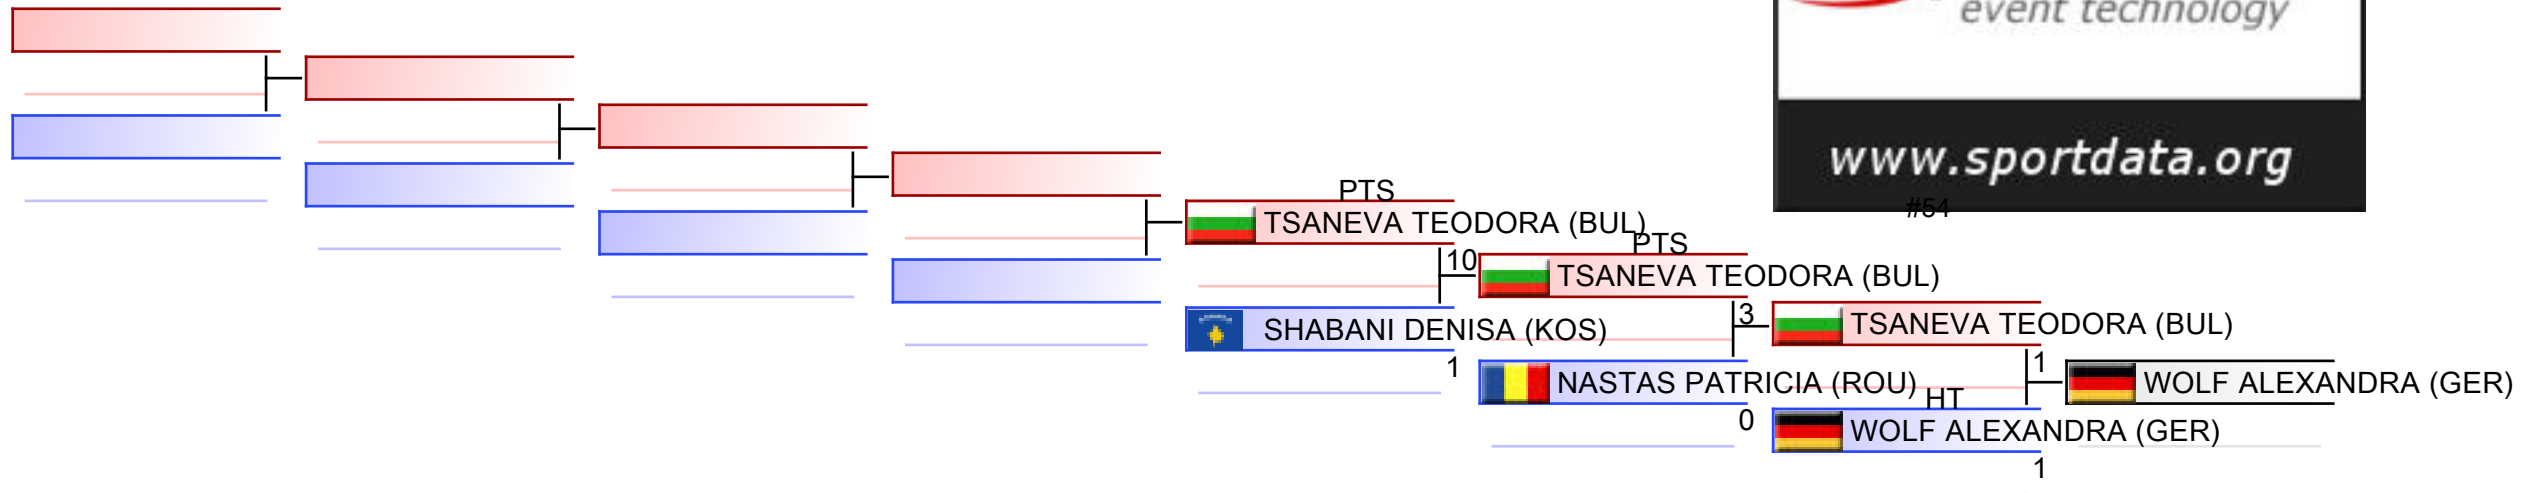 event technology
www.sportdata.org
#54
PTS
TSANEVA TEODORA (BUL)
10
SHABANI DENISA (KOS)
1
PTS
TSANEVA TEODORA (BUL)
3
NASTAS PATRICIA (ROU)
0
TSANEVA TEODORA (BUL)
1
HT
WOLF ALEXANDRA (GER)
1
WOLF ALEXANDRA (GER)